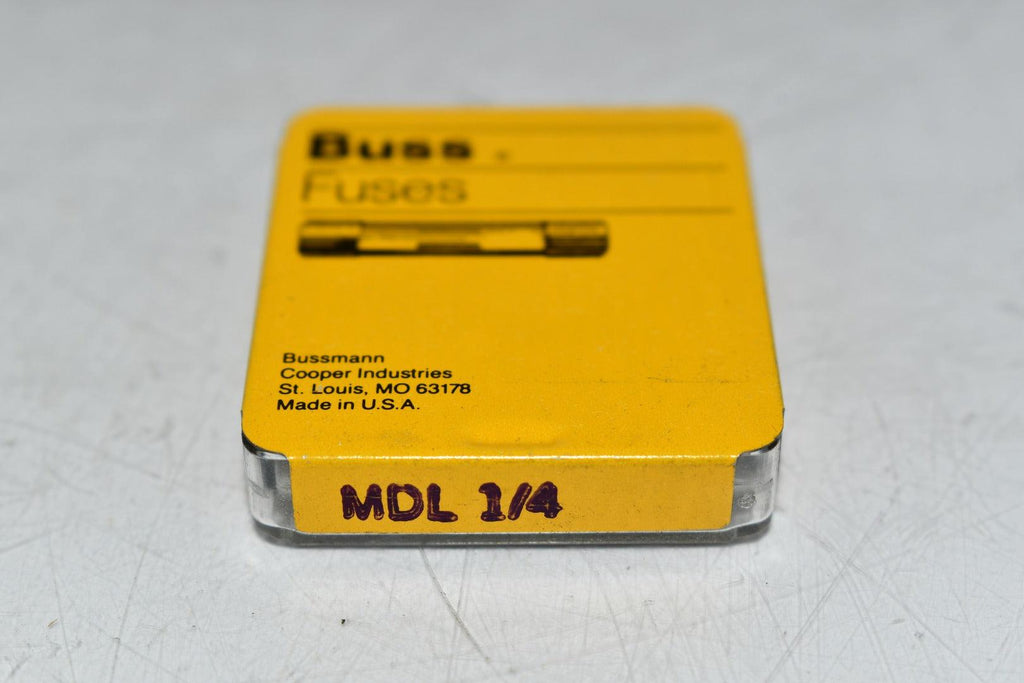 Buss
Fuses
Bussmann
Cooper Industries
St. Louis, MO 63178
Made in U.S.A.
MDL 1/4